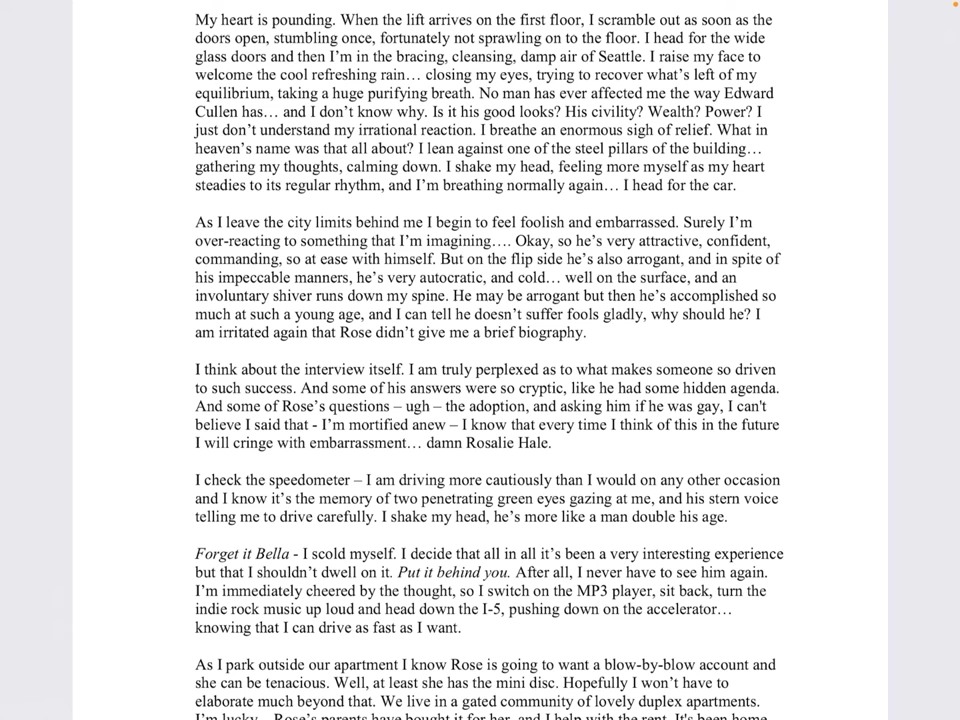 My heart is pounding. When the lift arrives on the first floor, I scramble out as soon as the
doors open, stumbling once, fortunately not sprawling on to the floor. I head for the wide
glass doors and then I’m in the bracing, cleansing, damp air of Seattle. I raise my face to
welcome the cool refreshing rain… closing my eyes, trying to recover what’s left of my
equilibrium, taking a huge purifying breath. No man has ever affected me the way Edward
Cullen has… and I don’t know why. Is it his good looks? His civility? Wealth? Power? I
just don’t understand my irrational reaction. I breathe an enormous sigh of relief. What in
heaven’s name was that all about? I lean against one of the steel pillars of the building…
gathering my thoughts, calming down. I shake my head, feeling more myself as my heart
steadies to its regular rhythm, and I’m breathing normally again… I head for the car.
As I leave the city limits behind me I begin to feel foolish and embarrassed. Surely I’m
over-reacting to something that I’m imagining…. Okay, so he’s very attractive, confident,
commanding, so at ease with himself. But on the flip side he’s also arrogant, and in spite of
his impeccable manners, he’s very autocratic, and cold… well on the surface, and an
involuntary shiver runs down my spine. He may be arrogant but then he’s accomplished so
much at such a young age, and I can tell he doesn’t suffer fools gladly, why should he? I
am irritated again that Rose didn’t give me a brief biography.
I think about the interview itself. I am truly perplexed as to what makes someone so driven
to such success. And some of his answers were so cryptic, like he had some hidden agenda.
And some of Rose’s questions – ugh – the adoption, and asking him if he was gay, I can't
believe I said that - I’m mortified anew – I know that every time I think of this in the future
I will cringe with embarrassment… damn Rosalie Hale.
I check the speedometer – I am driving more cautiously than I would on any other occasion
and I know it’s the memory of two penetrating green eyes gazing at me, and his stern voice
telling me to drive carefully. I shake my head, he’s more like a man double his age.
Forget it Bella - I scold myself. I decide that all in all it’s been a very interesting experience
but that I shouldn’t dwell on it. Put it behind you. After all, I never have to see him again.
I’m immediately cheered by the thought, so I switch on the MP3 player, sit back, turn the
indie rock music up loud and head down the I-5, pushing down on the accelerator…
knowing that I can drive as fast as I want.
As I park outside our apartment I know Rose is going to want a blow-by-blow account and
she can be tenacious. Well, at least she has the mini disc. Hopefully I won’t have to
elaborate much beyond that. We live in a gated community of lovely duplex apartments.
I’m lucky – Rose’s parents have bought it for her, and I help with the rent. It's been home